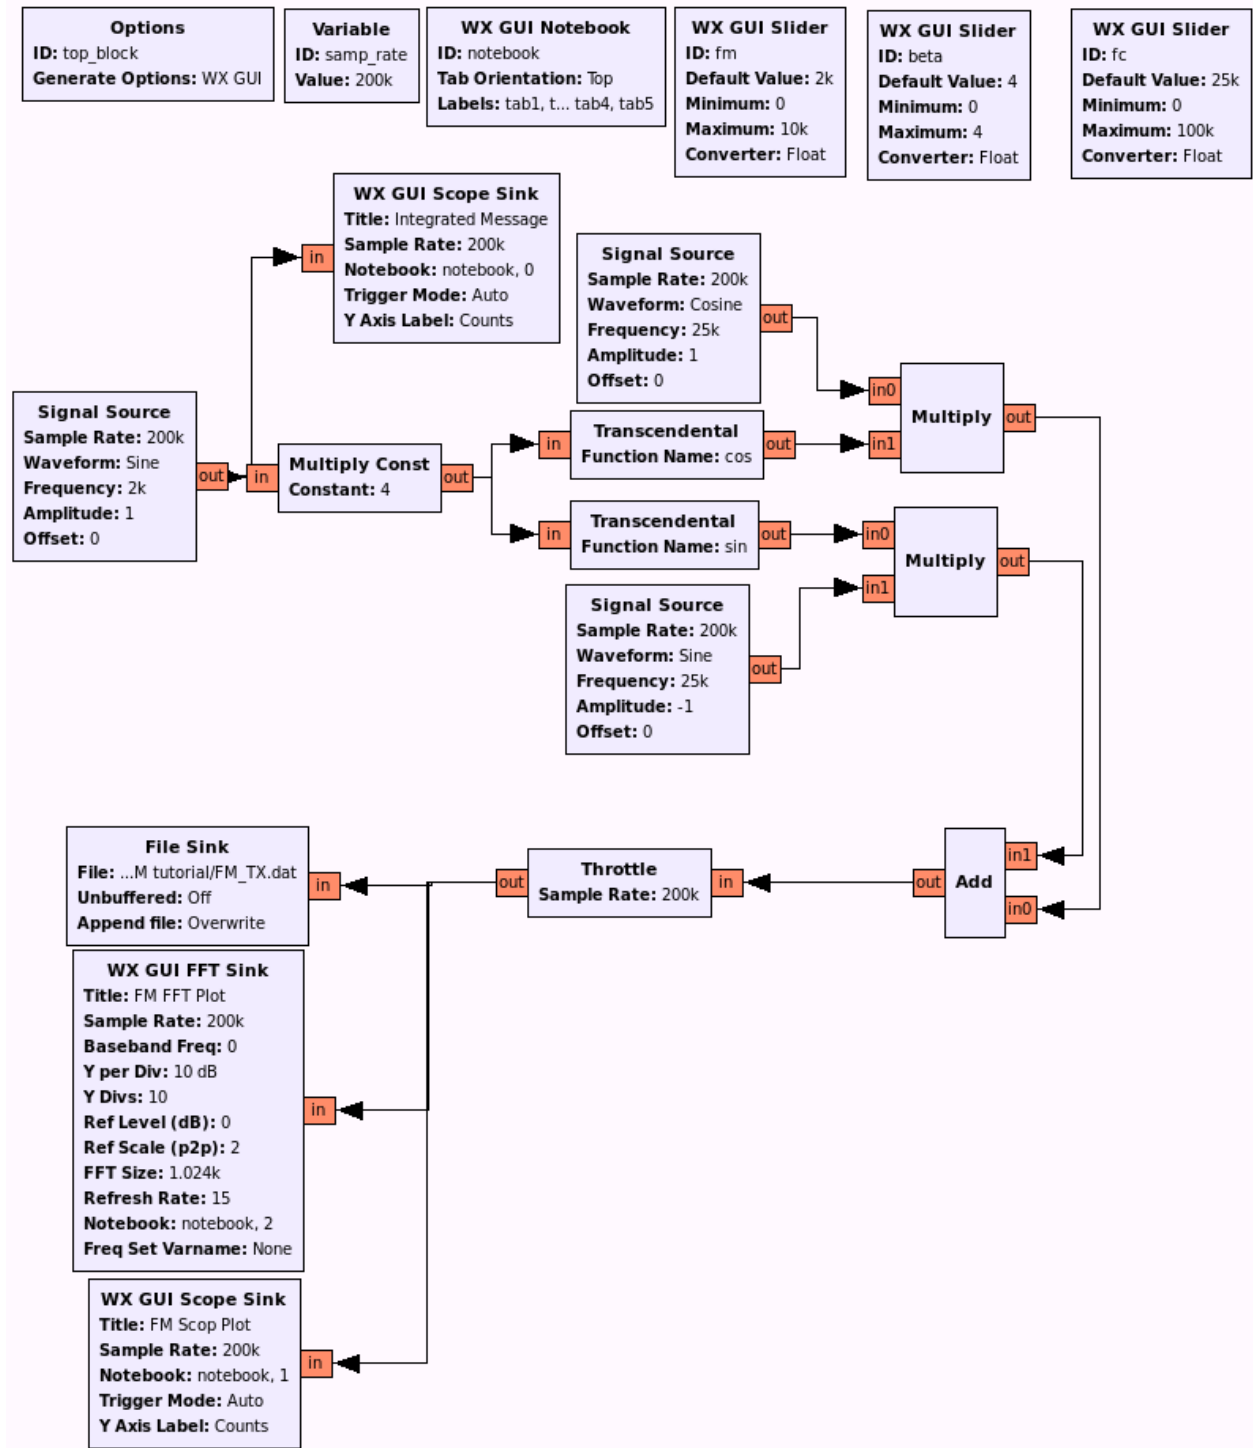 Options
ID: top_block
Generate Options: WX GUI
Variable
ID: samp_rate
Value: 200k
WX GUI Notebook
ID: notebook
Tab Orientation: Top
Labels: tab1, t... tab4, tab5
WX GUI Slider
ID: fm
Default Value: 2k
Minimum: 0
Maximum: 10k
Converter: Float
WX GUI Slider
ID: beta
Default Value: 4
Minimum: 0
Maximum: 4
Converter: Float
WX GUI Slider
ID: fc
Default Value: 25k
Minimum: 0
Maximum: 100k
Converter: Float
WX GUI Scope Sink
Title: Integrated Message
Sample Rate: 200k
Notebook: notebook, 0
Trigger Mode: Auto
Y Axis Label: Counts
in
Signal Source
Sample Rate: 200k
Waveform: Cosine
Frequency: 25k
Amplitude: 1
Offset: 0
out
Signal Source
Sample Rate: 200k
Waveform: Sine
Frequency: 2k
Amplitude: 1
Offset: 0
out
in
Multiply Const
Constant: 4
out
in
Transcendental
Function Name: cos
out
in0
in1
Multiply
out
in
Transcendental
Function Name: sin
out
in0
in1
Multiply
out
Signal Source
Sample Rate: 200k
Waveform: Sine
Frequency: 25k
Amplitude: -1
Offset: 0
out
File Sink
File: ...M tutorial/FM_TX.dat
Unbuffered: Off
Append file: Overwrite
in
out
Throttle
Sample Rate: 200k
in
out
Add
in1
in0
WX GUI FFT Sink
Title: FM FFT Plot
Sample Rate: 200k
Baseband Freq: 0
Y per Div: 10 dB
Y Divs: 10
Ref Level (dB): 0
Ref Scale (p2p): 2
FFT Size: 1.024k
Refresh Rate: 15
Notebook: notebook, 2
Freq Set Varname: None
in
WX GUI Scope Sink
Title: FM Scop Plot
Sample Rate: 200k
Notebook: notebook, 1
Trigger Mode: Auto
Y Axis Label: Counts
in